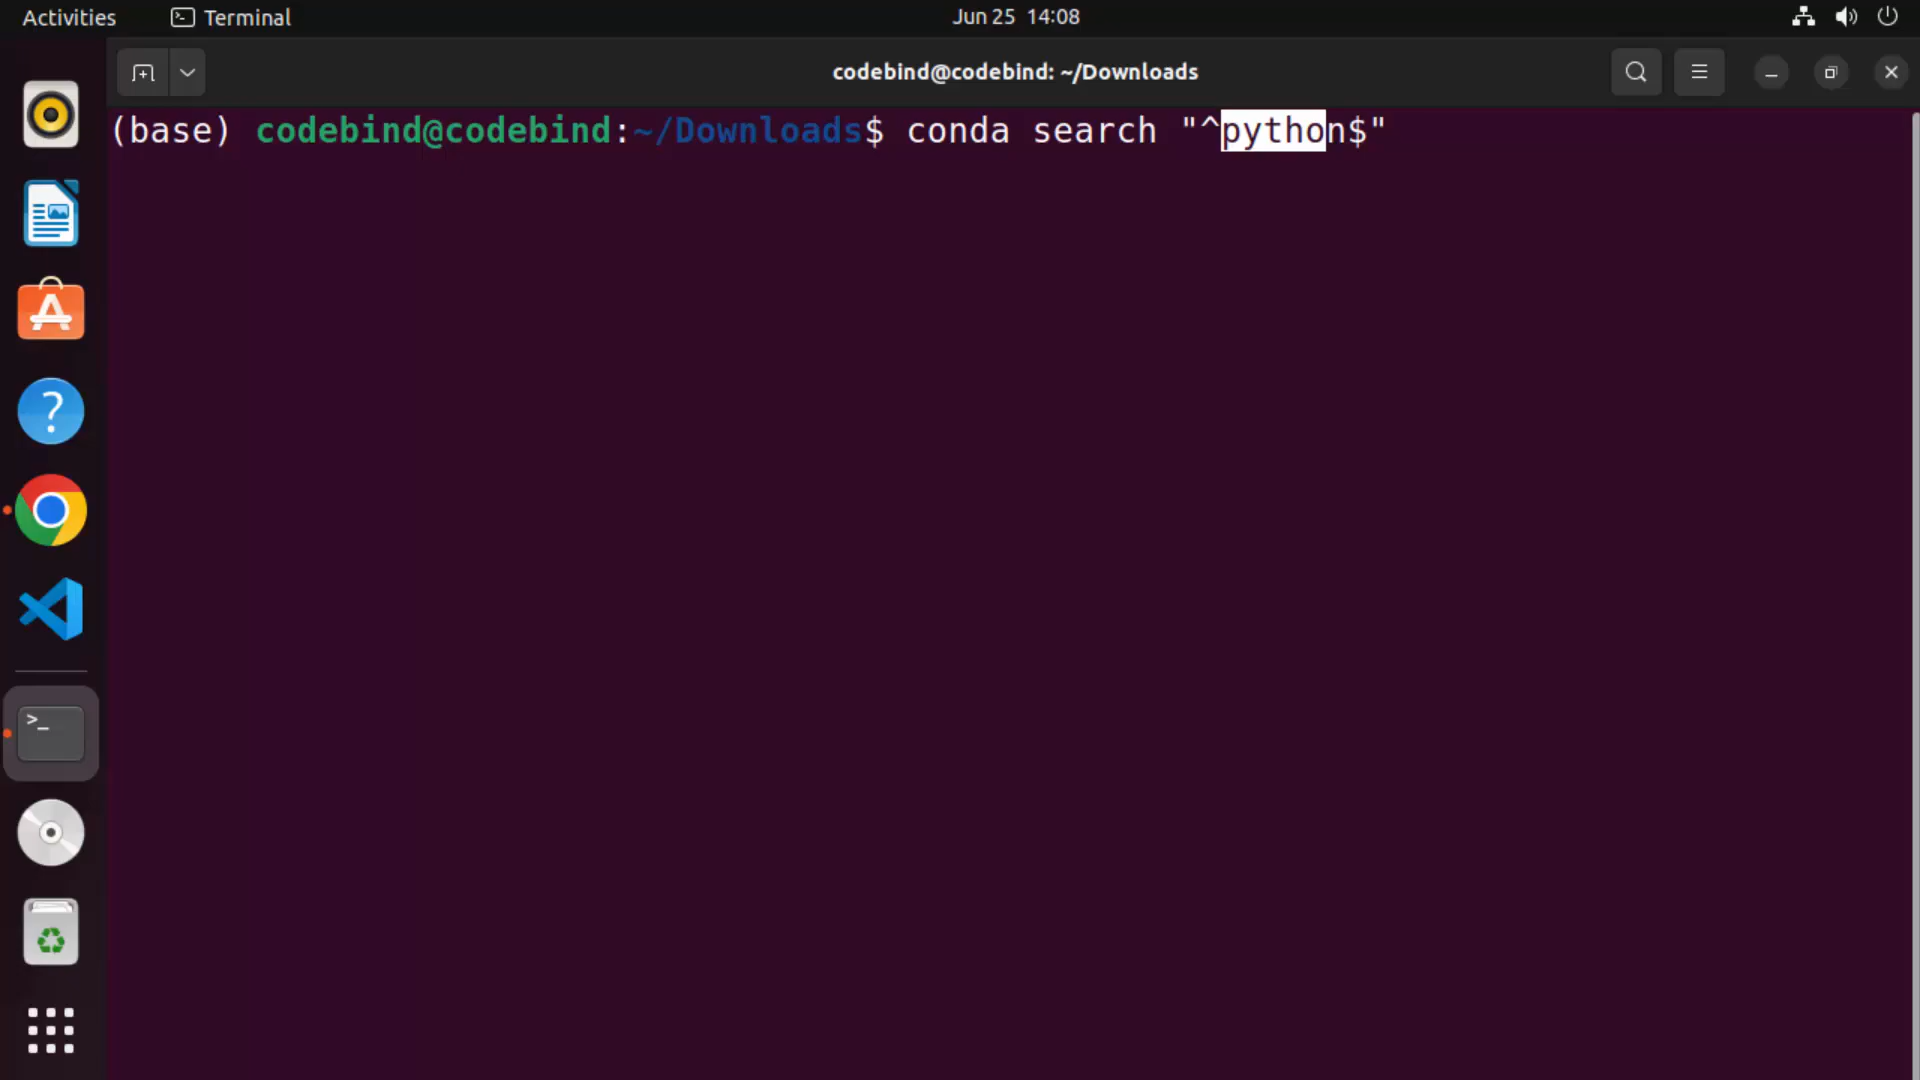 Activities Terminal Jun 25 14:08
codebind@codebind: ~/Downloads
(base) codebind@codebind:~/Downloads$ conda search "^python$"